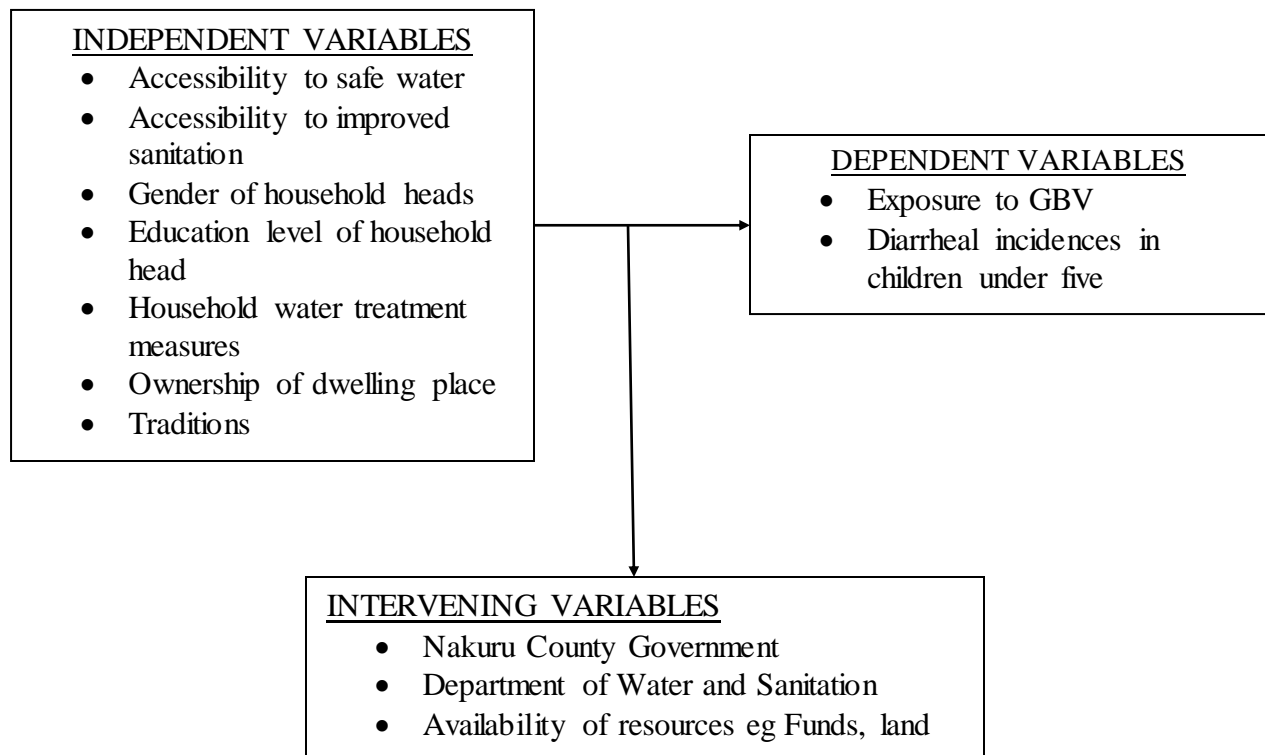 INDEPENDENT VARIABLES
• Accessibility to safe water
• Accessibility to improved
sanitation
• Gender of household heads
• Education level of household
head
• Household water treatment
measures
• Ownership of dwelling place
• Traditions
DEPENDENT VARIABLES
• Exposure to GBV
• Diarrheal incidences in
children under five
INTERVENING VARIABLES
• Nakuru County Government
• Department of Water and Sanitation
• Availability of resources eg Funds, land